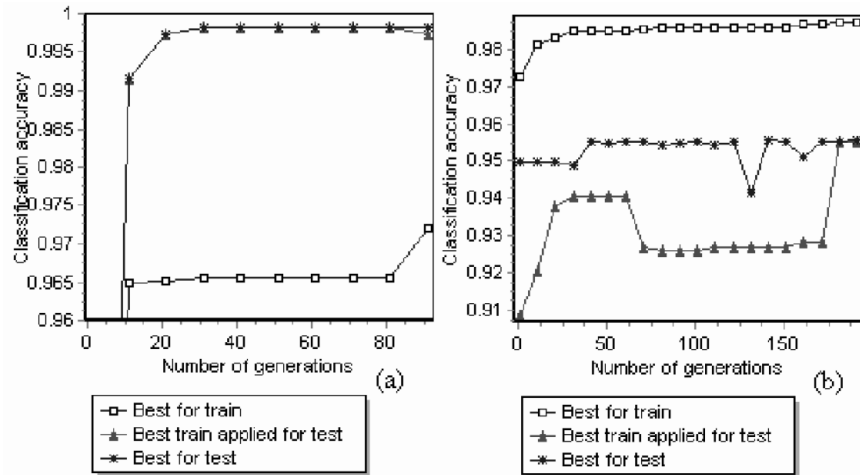 Classification accuracy
1
0.995
0.99
0.985
0.98
0.975
0.97
0.965
0.96
0 20 40 60 80
Number of generations
(a)
Best for train
Best train applied for test
Best for test
Classification accuracy
0.98
0.97
0.96
0.95
0.94
0.93
0.92
0.91
0 50 100 150
Number of generations
(b)
Best for train
Best train applied for test
Best for test